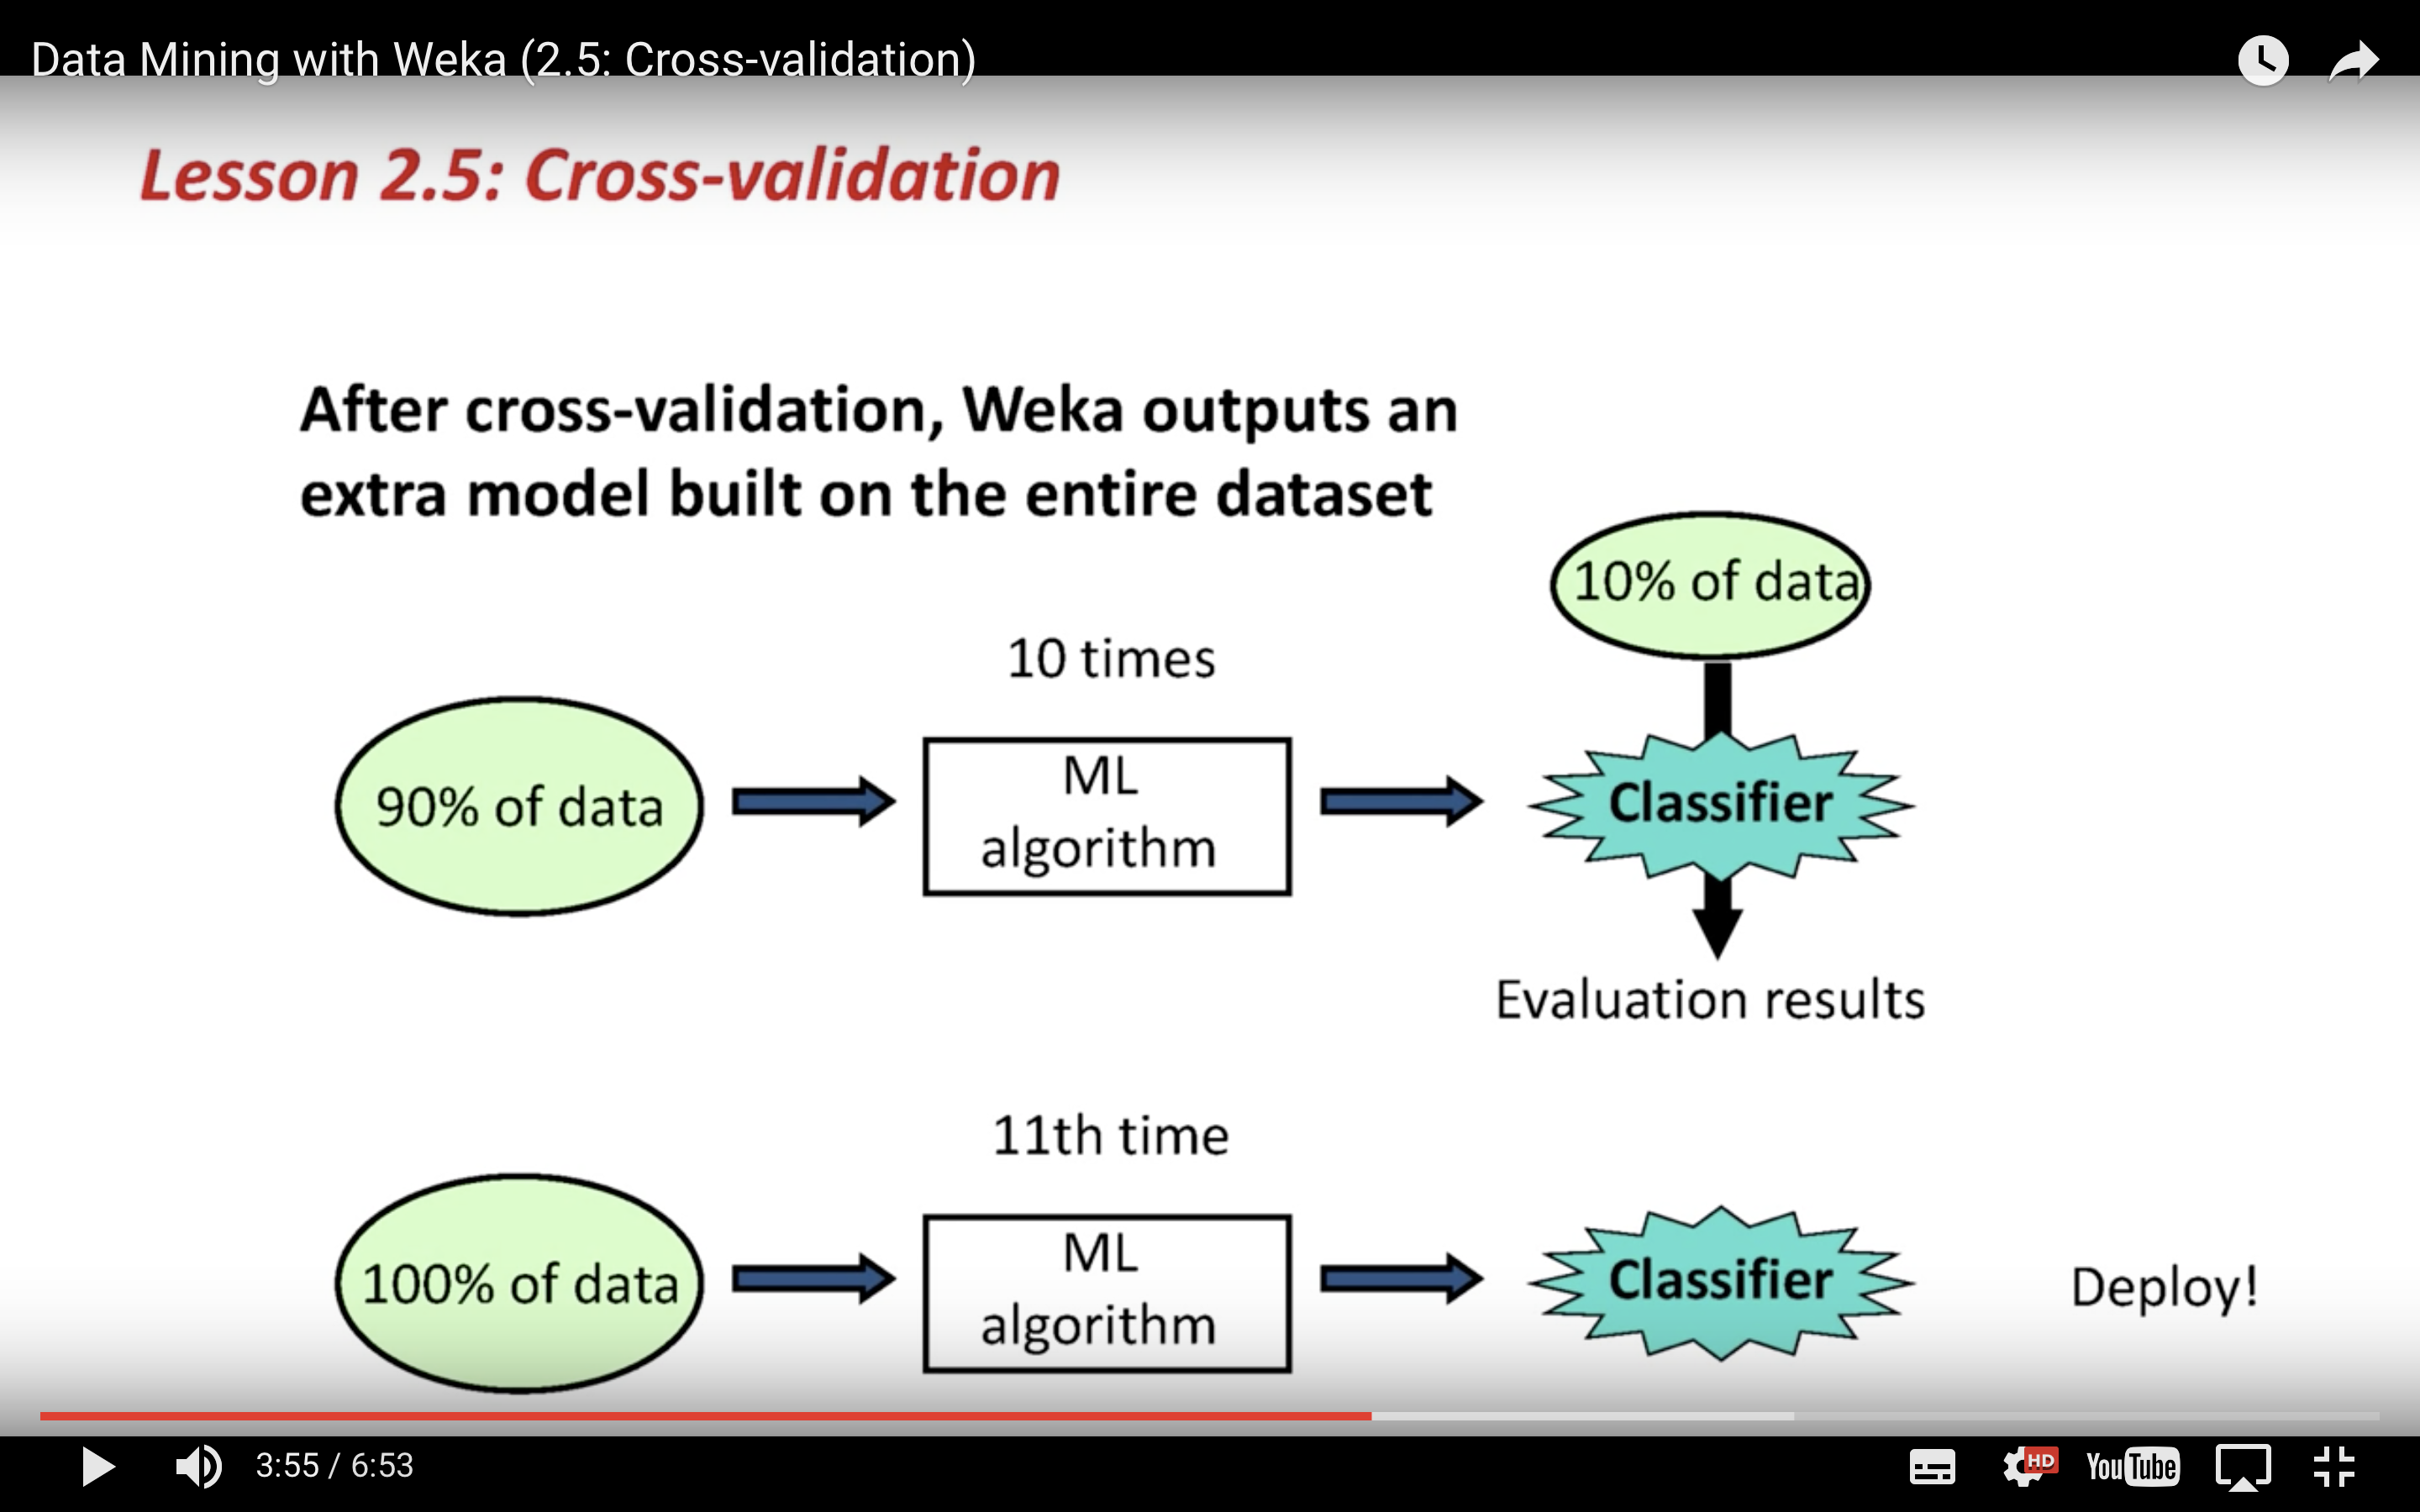 Data Mining with Weka (2.5: Cross-validation)
Lesson 2.5: Cross-validation
After cross-validation, Weka outputs an
extra model built on the entire dataset
10% of data
10 times
90% of data
ML
algorithm
Classifier
Evaluation results
11th time
100% of data
ML
algorithm
Classifier
Deploy!
3:55 / 6:53
HD
YouTube